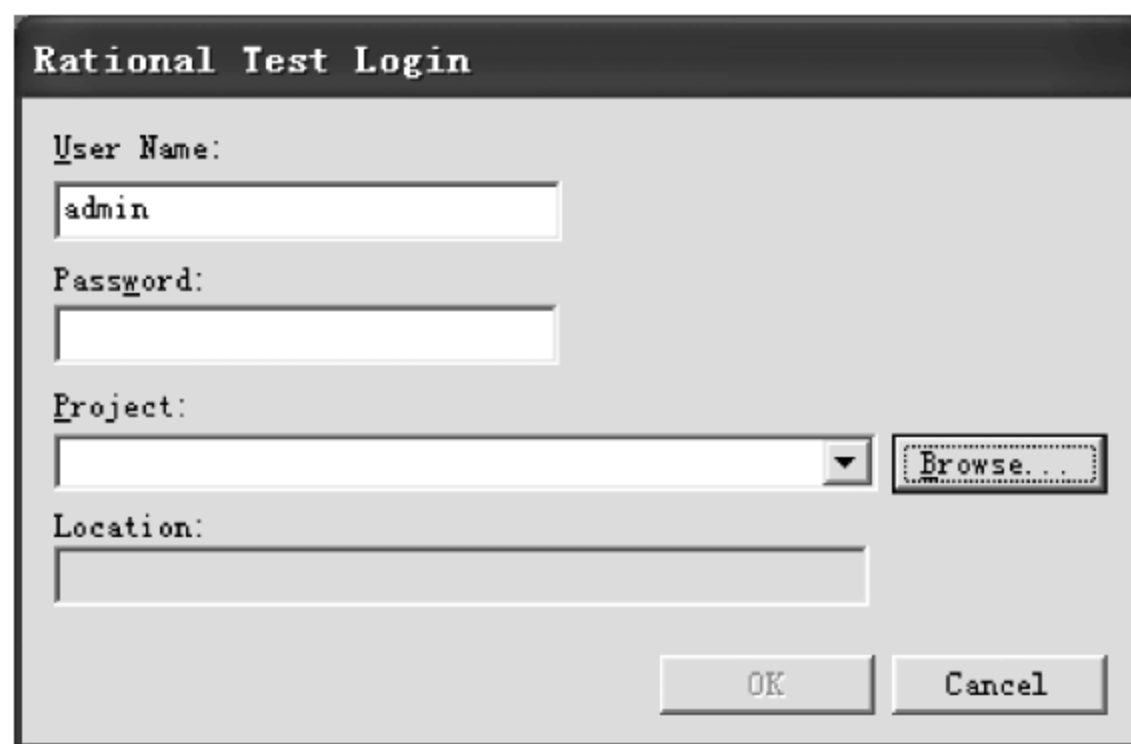 Rational Test Login
User Name:
admin
Password:
Project:
Browse...
Location:
OK
Cancel